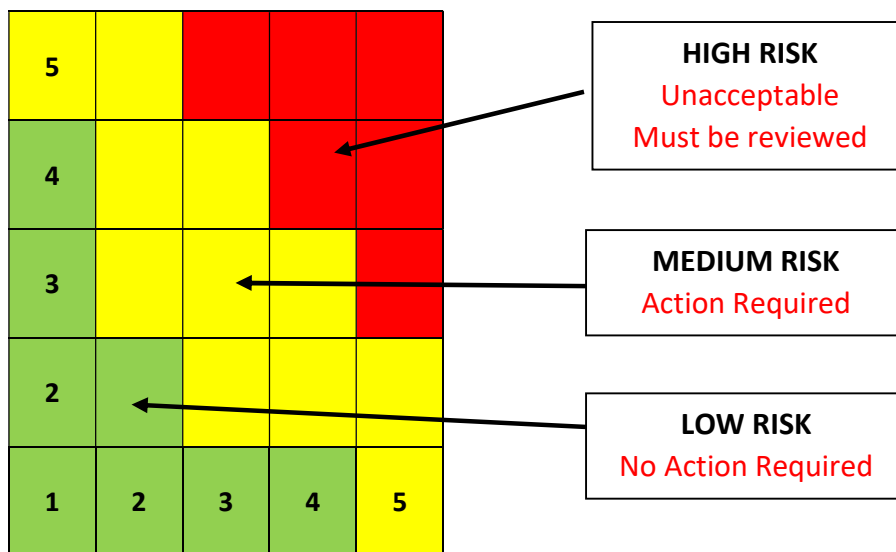 5
HIGH RISK
Unacceptable
Must be reviewed
4
3
MEDIUM RISK
Action Required
2
LOW RISK
No Action Required
1 2 3 4 5